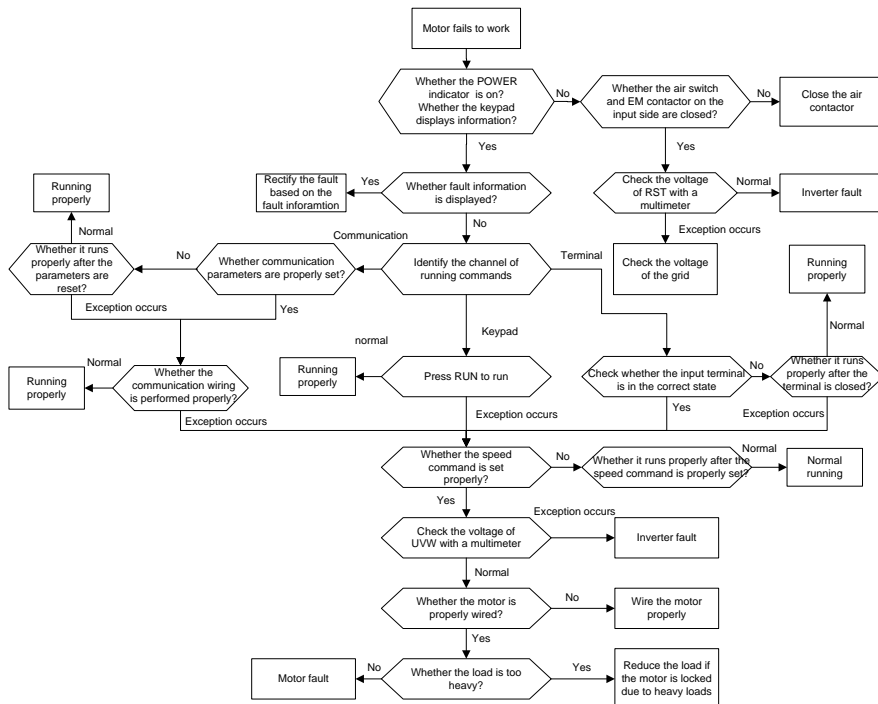 Motor fails to
work
Whether the POWER
indicator is on?
Whether the keypad
displays information?
No
Whether the air switch
and EM contactor on the
input side are closed?
No
Close the air
contactor
Yes
Yes
Rectify the fault
based on the
fault inforamtion
Yes
Whether fault information
is displayed?
Check the voltage
of RST with a
multimeter
Normal
Inverter fault
Running
properly
Normal
No
Exception occurs
Communication
Whether it runs
properly after the
parameters are
reset?
No
Whether communication
parameters are properly set?
Identify the channel of
running commands
Terminal
Check the voltage
of the grid
Running
properly
Exception occurs
Yes
Keypad
Normal
Running
properly
Normal
Whether the
communication wiring
is performed properly?
Running
properly
normal
Press RUN to run
Check whether the input terminal
is in the correct state
No
Whether it runs
properly after the
terminal is closed?
Exception occurs
Exception occurs
Yes
Exception occurs
Whether the speed
command is set
properly?
No
Whether it runs properly after the
speed command is properly set?
Normal
Normal
running
Yes
Exception occurs
Check the voltage of
UVW with a multimeter
Inverter fault
Normal
Whether the motor is
properly wired?
No
Wire the motor
properly
Yes
Motor fault
No
Whether the load is too
heavy?
Yes
Reduce the load if
the motor is locked
due to heavy loads